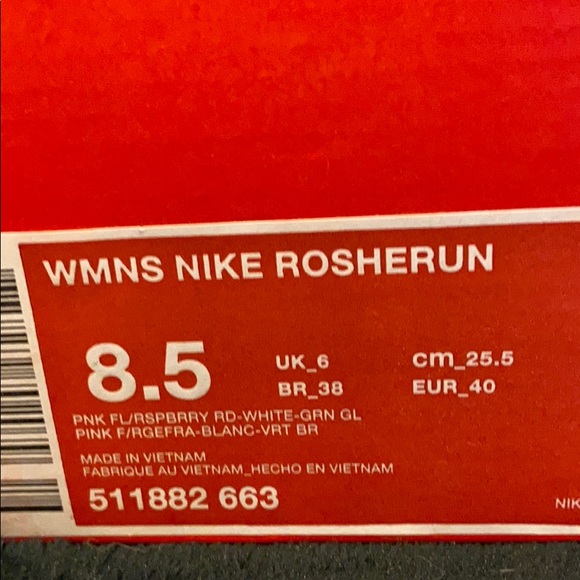 WMNS NIKE ROSHERUN
8.5
UK_6
cm_25.5
BR_38
EUR_40
PNK FL/RSPBRRY RD-WHITE-GRN GL
PINK F/RGEFRA-BLANC-VRT BR
MADE IN VIETNAM
FABRIQUE AU VIETNAM_HECHO EN VIETNAM
511882 663
NIK